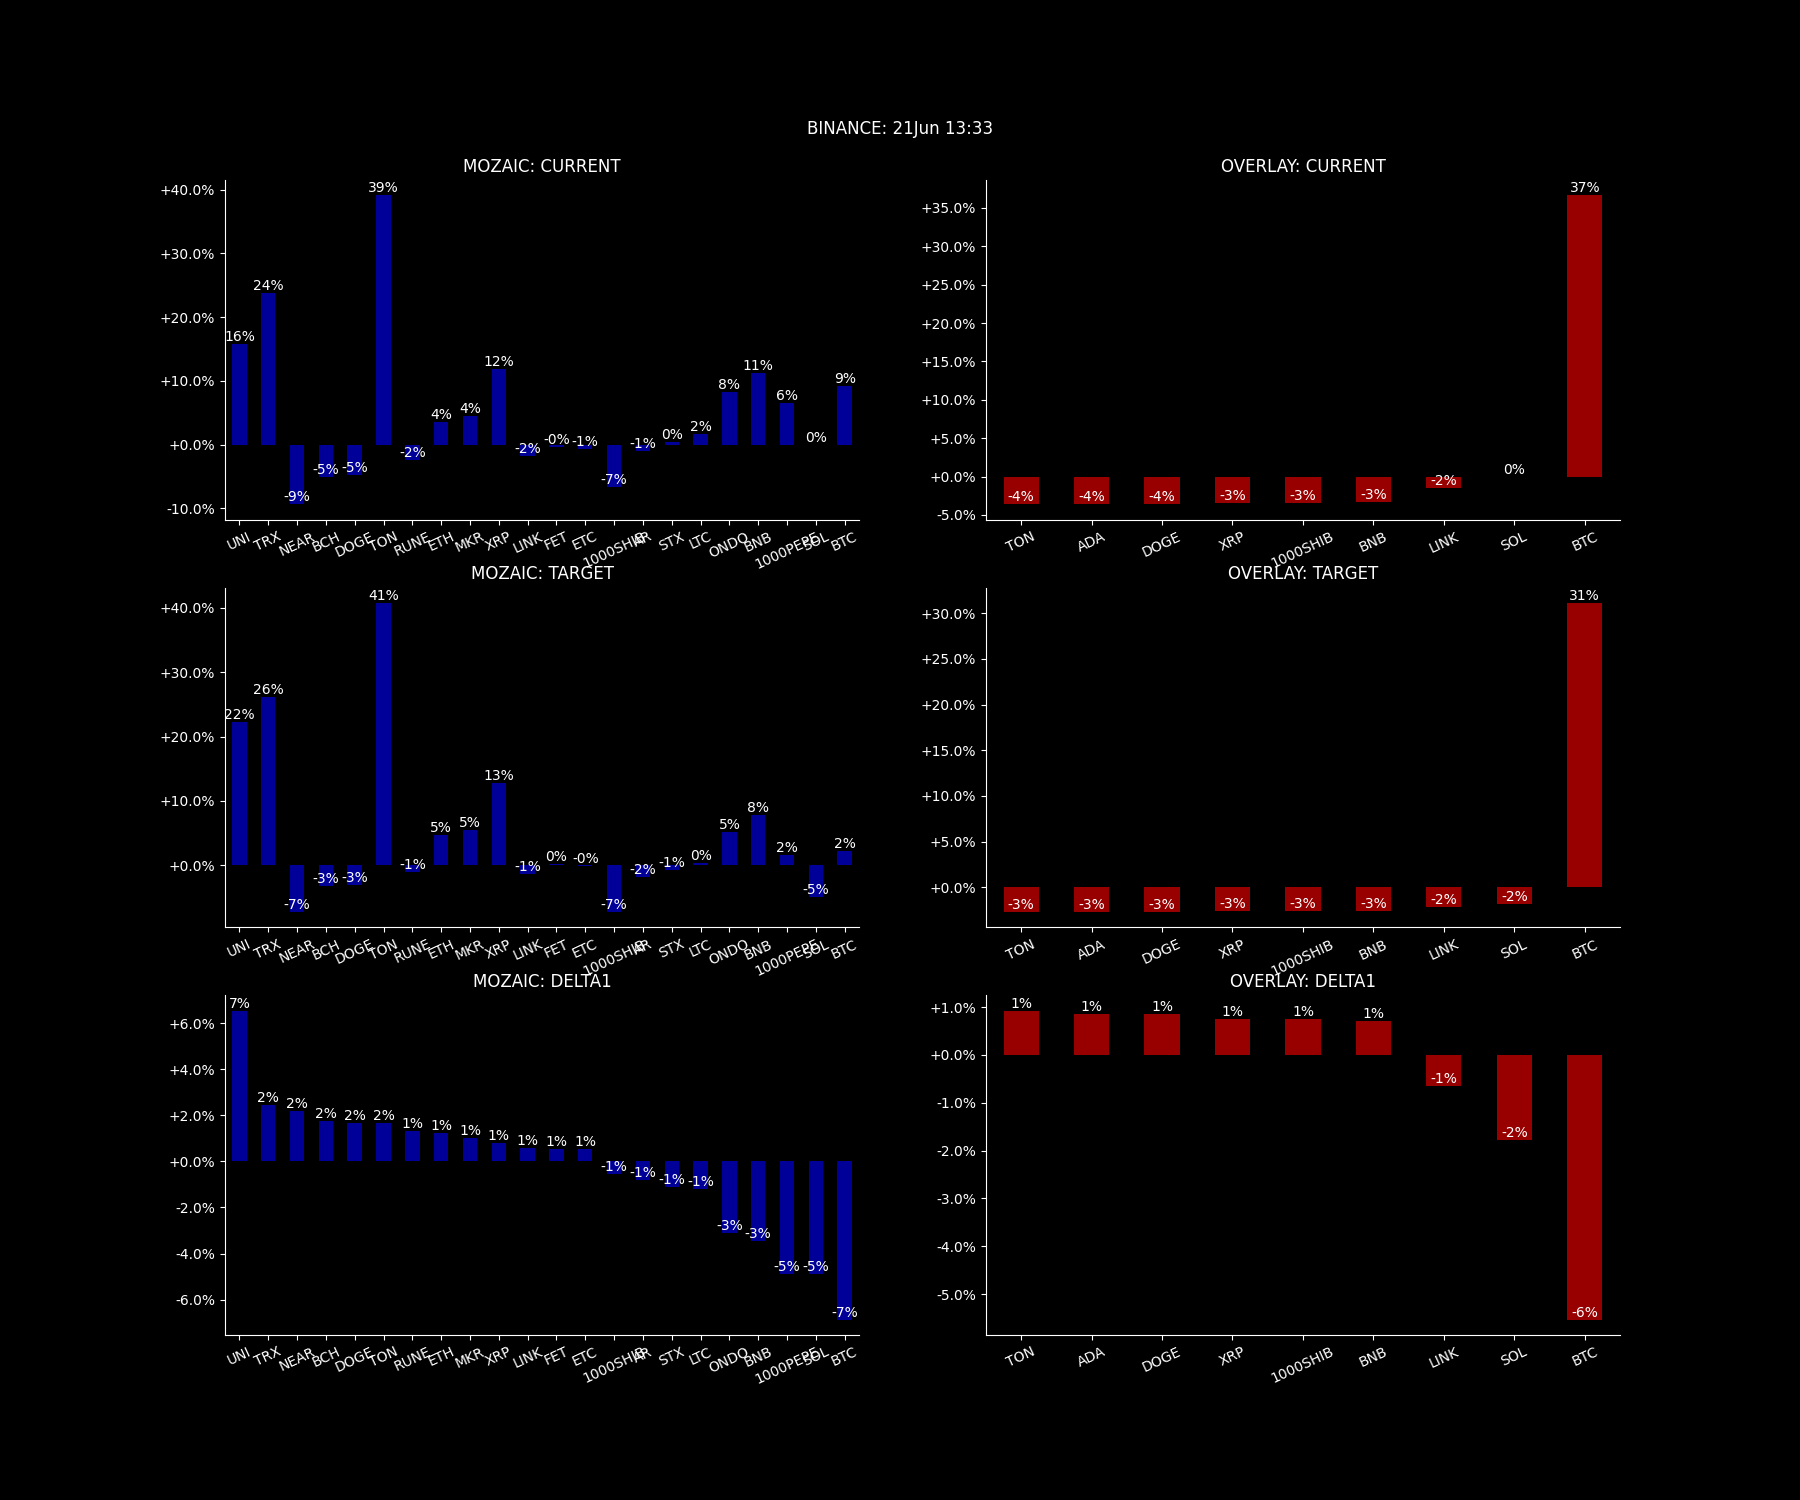 BINANCE: 21Jun 13:33
MOZAIC: CURRENT
+40.0%
+30.0%
+20.0%
+10.0%
+0.0%
-10.0%
16%
24%
-9%
-5%
-5%
39%
-2%
4%
4%
12%
-2%
-0%
-1%
-7%
-1%
0%
2%
8%
11%
6%
0%
9%
UNI
TRX
NEAR
BCH
DOGE
TON
RUNE
ETH
MKR
XRP
LINK
FET
ETC
1000SHIB
AR
STX
LTC
ONDO
BNB
1000PEPE
SOL
BTC
OVERLAY: CURRENT
+35.0%
+30.0%
+25.0%
+20.0%
+15.0%
+10.0%
+5.0%
+0.0%
-5.0%
-4%
-4%
-4%
-3%
-3%
-3%
-2%
0%
37%
TON
ADA
DOGE
XRP
1000SHIB
BNB
LINK
SOL
BTC
MOZAIC: TARGET
+40.0%
+30.0%
+20.0%
+10.0%
+0.0%
22%
26%
-7%
-3%
-3%
41%
-1%
5%
5%
13%
-1%
0%
-0%
-7%
-2%
-1%
0%
5%
8%
2%
-5%
2%
UNI
TRX
NEAR
BCH
DOGE
TON
RUNE
ETH
MKR
XRP
LINK
FET
ETC
1000SHIB
AR
STX
LTC
ONDO
BNB
1000PEPE
SOL
BTC
OVERLAY: TARGET
+30.0%
+25.0%
+20.0%
+15.0%
+10.0%
+5.0%
+0.0%
-3%
-3%
-3%
-3%
-3%
-3%
-2%
-2%
31%
TON
ADA
DOGE
XRP
1000SHIB
BNB
LINK
SOL
BTC
MOZAIC: DELTA1
+6.0%
+4.0%
+2.0%
+0.0%
-2.0%
-4.0%
-6.0%
7%
2%
2%
2%
2%
2%
1%
1%
1%
1%
1%
1%
1%
-1%
-1%
-1%
-1%
-3%
-3%
-5%
-5%
-7%
UNI
TRX
NEAR
BCH
DOGE
TON
RUNE
ETH
MKR
XRP
LINK
FET
ETC
1000SHIB
AR
STX
LTC
ONDO
BNB
1000PEPE
SOL
BTC
OVERLAY: DELTA1
+1.0%
+0.0%
-1.0%
-2.0%
-3.0%
-4.0%
-5.0%
1%
1%
1%
1%
1%
1%
-1%
-2%
-6%
TON
ADA
DOGE
XRP
1000SHIB
BNB
LINK
SOL
BTC